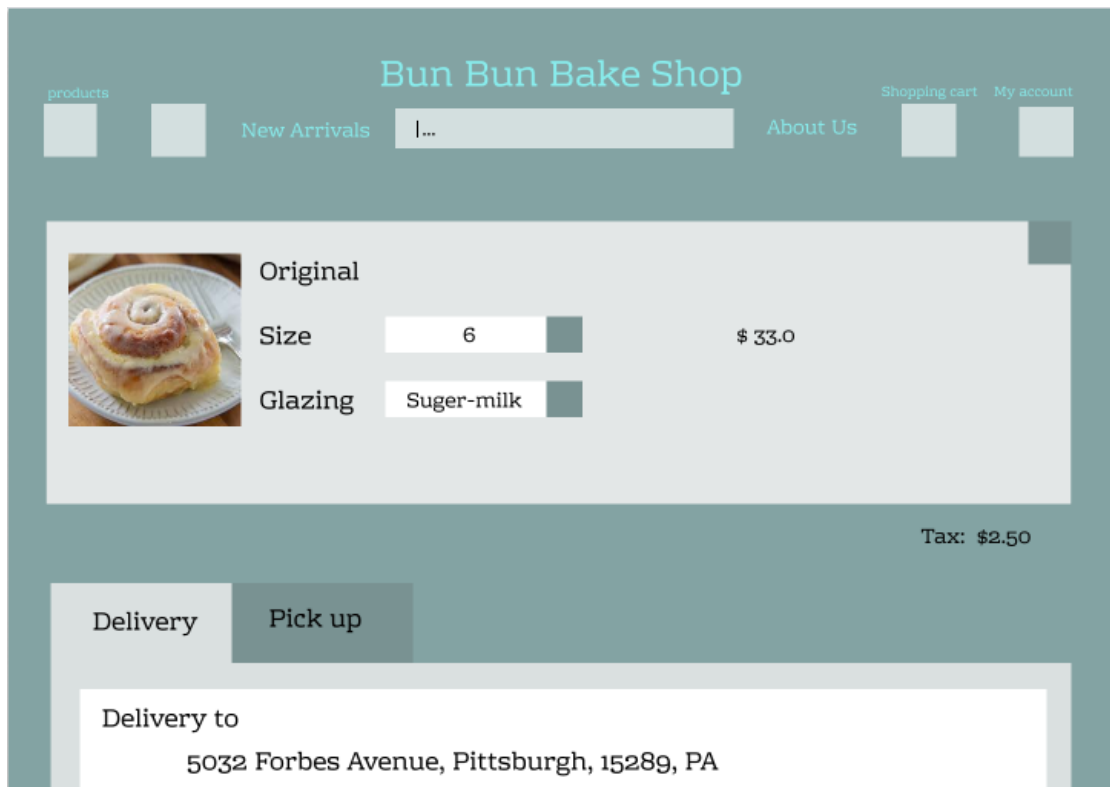 Bun Bun Bake Shop
products
Shopping cart My account
New Arrivals |... About Us
Original
Size 6 $ 33.0
Glazing Suger-milk
Tax: $2.50
Delivery Pick up
Delivery to
5032 Forbes Avenue, Pittsburgh, 15289, PA